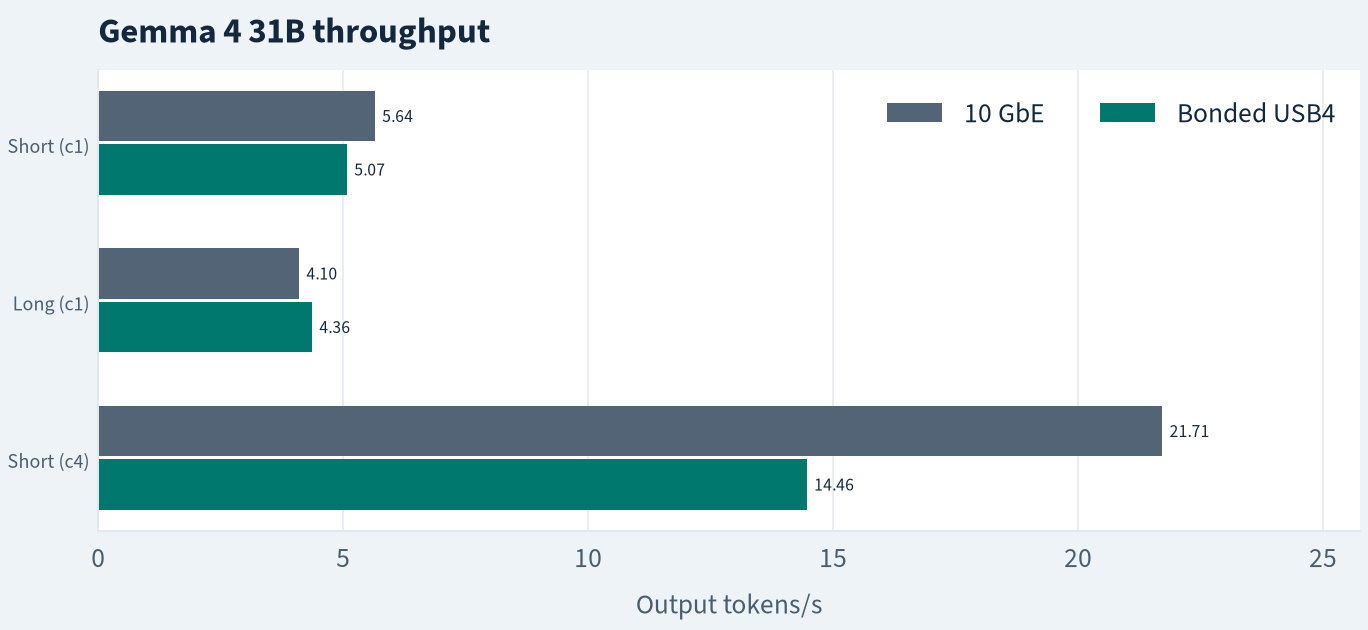 Gemma 4 31B throughput
10 GbE
Bonded USB4
Short (c1)
5.64
5.07
Long (c1)
4.10
4.36
Short (c4)
21.71
14.46
0 5 10 15 20 25
Output tokens/s